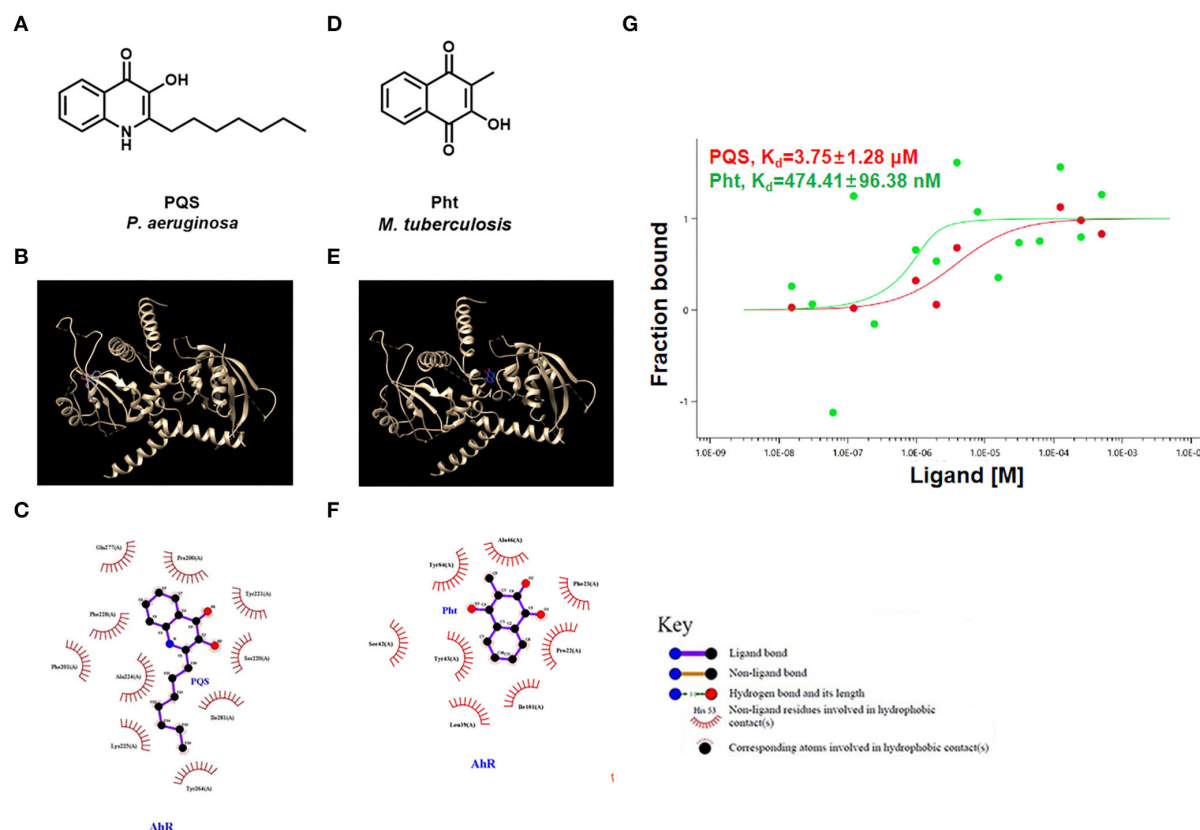 A
O
OH
N
H
PQS
P. aeruginosa
D
O
OH
O
Pht
M. tuberculosis
B
E
C
Gln277(A)
Pro200(A)
Tyr221(A)
Phe228(A)
Phe201(A)
Ser220(A)
Ala224(A)
PQS
Ile281(A)
Lys225(A)
Tyr264(A)
AhR
F
Ala46(A)
Tyr84(A)
Phe23(A)
Pht
Ser42(A)
Tyr43(A)
Pro22(A)
Ile101(A)
Leu39(A)
AhR
G
PQS, Kd=3.75±1.28 μM
Pht, Kd=474.41±96.38 nM
Fraction bound
1
0
-1
1.0E-09 1.0E-08 1.0E-07 1.0E-06 1.0E-05 1.0E-04 1.0E-03 1.0E-0
Ligand [M]
Key
Ligand bond
Non-ligand bond
Hydrogen bond and its length
His 53 Non-ligand residues involved in hydrophobic
contact(s)
Corresponding atoms involved in hydrophobic contact(s)